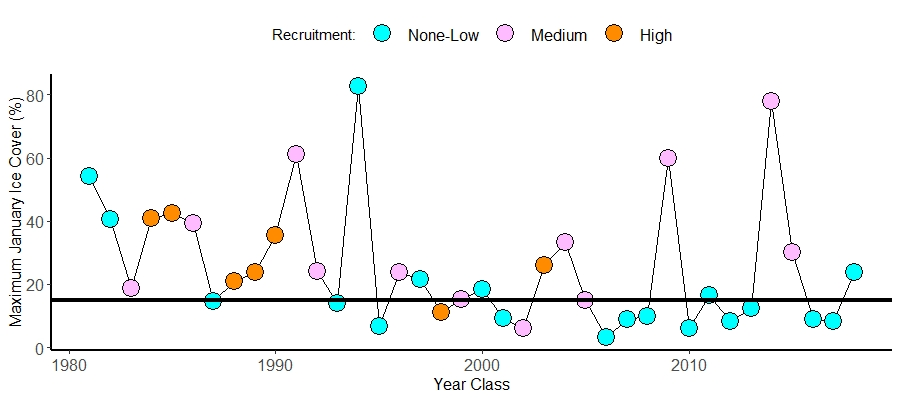 Recruitment: None-Low Medium High
Maximum January Ice Cover (%)
80
60
40
20
0
1980 1990 2000 2010
Year Class